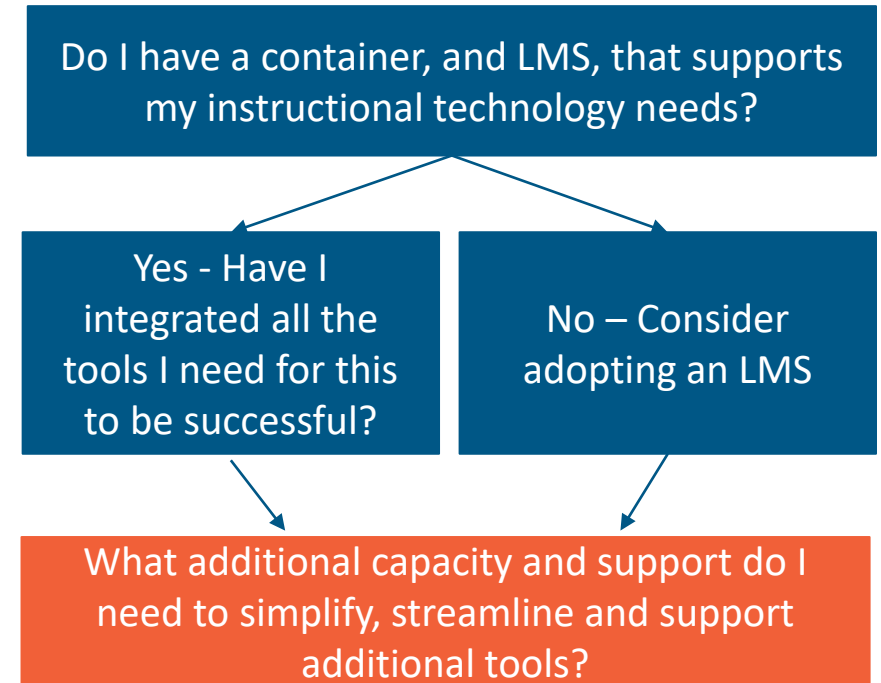 Do I have a container, and LMS, that supports
my instructional technology needs?
Yes - Have I
integrated all the
tools I need for this
to be successful?
No – Consider
adopting an LMS
What additional capacity and support do I
need to simplify, streamline and support
additional tools?